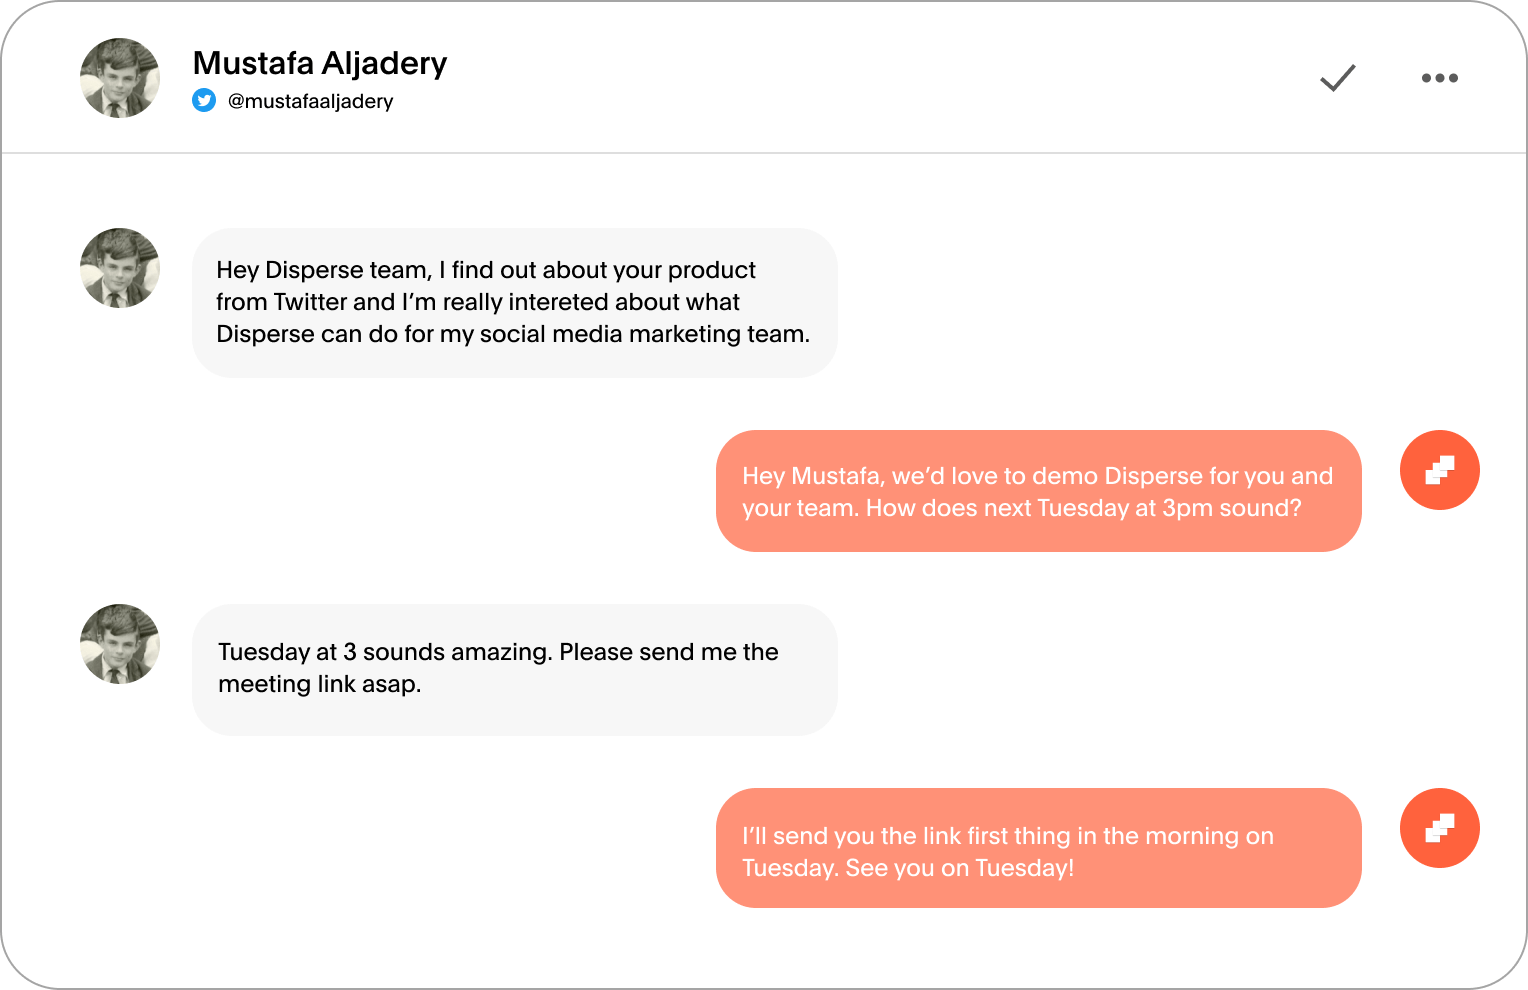 Mustafa Aljadery
@mustafaaljadery
Hey Disperse team, I find out about your product
from Twitter and I’m really intereted about what
Disperse can do for my social media marketing team.
Hey Mustafa, we’d love to demo Disperse for you and
your team. How does next Tuesday at 3pm sound?
Tuesday at 3 sounds amazing. Please send me the
meeting link asap.
I’ll send you the link first thing in the morning on
Tuesday. See you on Tuesday!